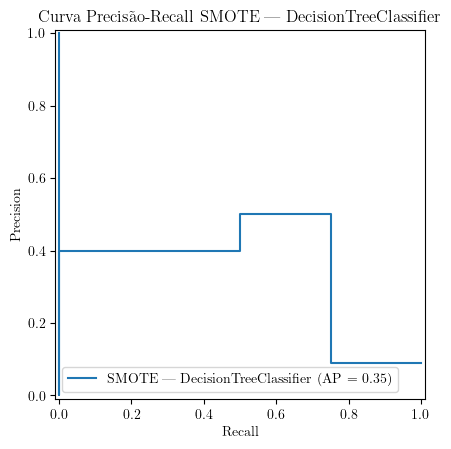 Curva Precisão-Recall SMOTE — DecisionTreeClassifier
1.0
0.8
0.6
0.4
0.2
0.0
Precision
SMOTE — DecisionTreeClassifier (AP = 0.35)
0.0 0.2 0.4 0.6 0.8 1.0
Recall